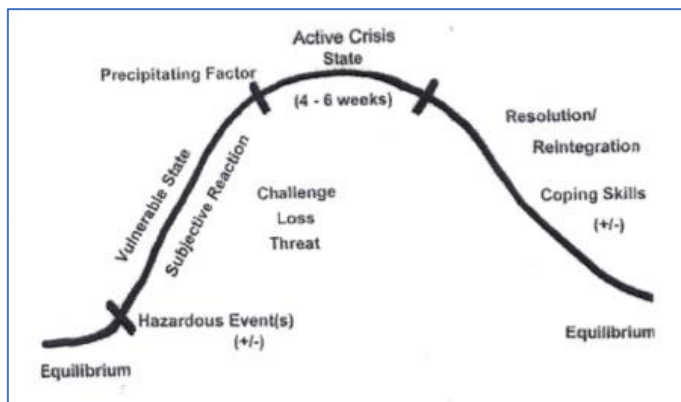 Active Crisis
State
Precipitating Factor
(4 - 6 weeks)
Resolution/
Reintegration
Vulnerable State
Subjective Reaction
Challenge
Loss
Threat
Coping Skills
(+/-)
Hazardous Event(s)
(+/-)
Equilibrium
Equilibrium